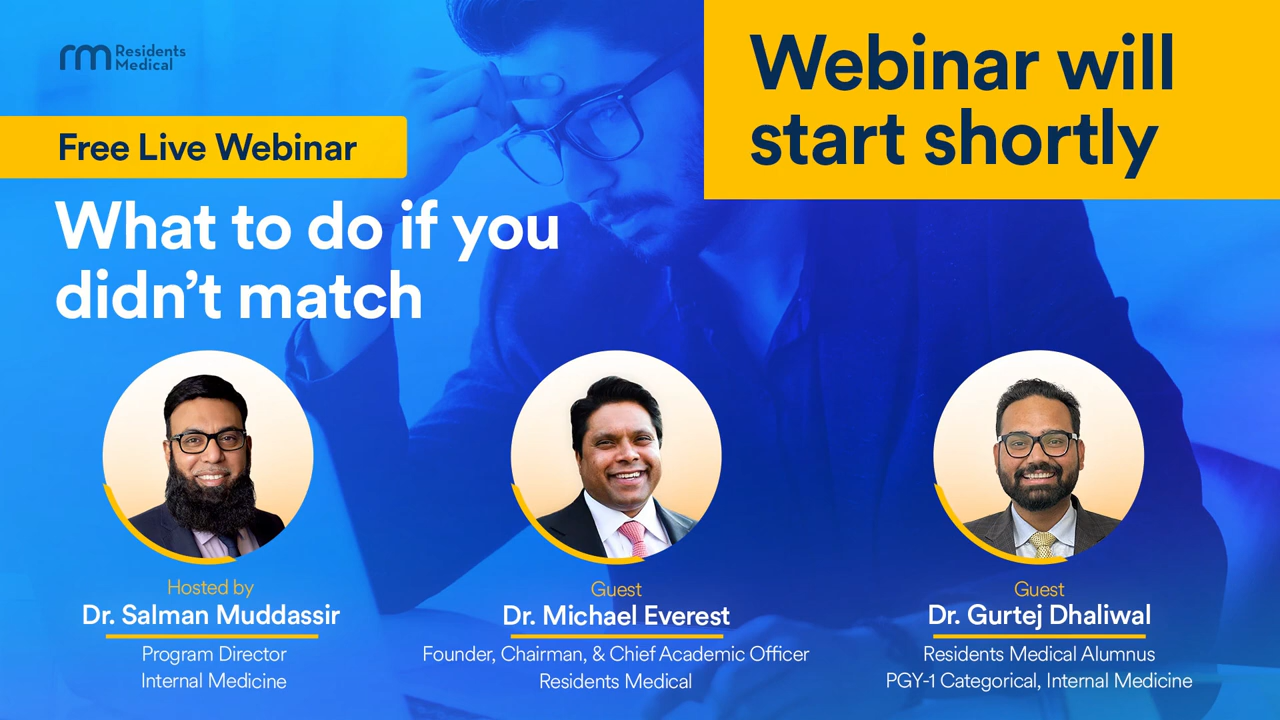 Residents
Medical
Webinar will
start shortly
Free Live Webinar
What to do if you
didn’t match
Hosted by
Dr. Salman Muddassir
Program Director
Internal Medicine
Guest
Dr. Michael Everest
Founder, Chairman, & Chief Academic Officer
Residents Medical
Guest
Dr. Gurtej Dhaliwal
Residents Medical Alumnus
PGY-1 Categorical, Internal Medicine